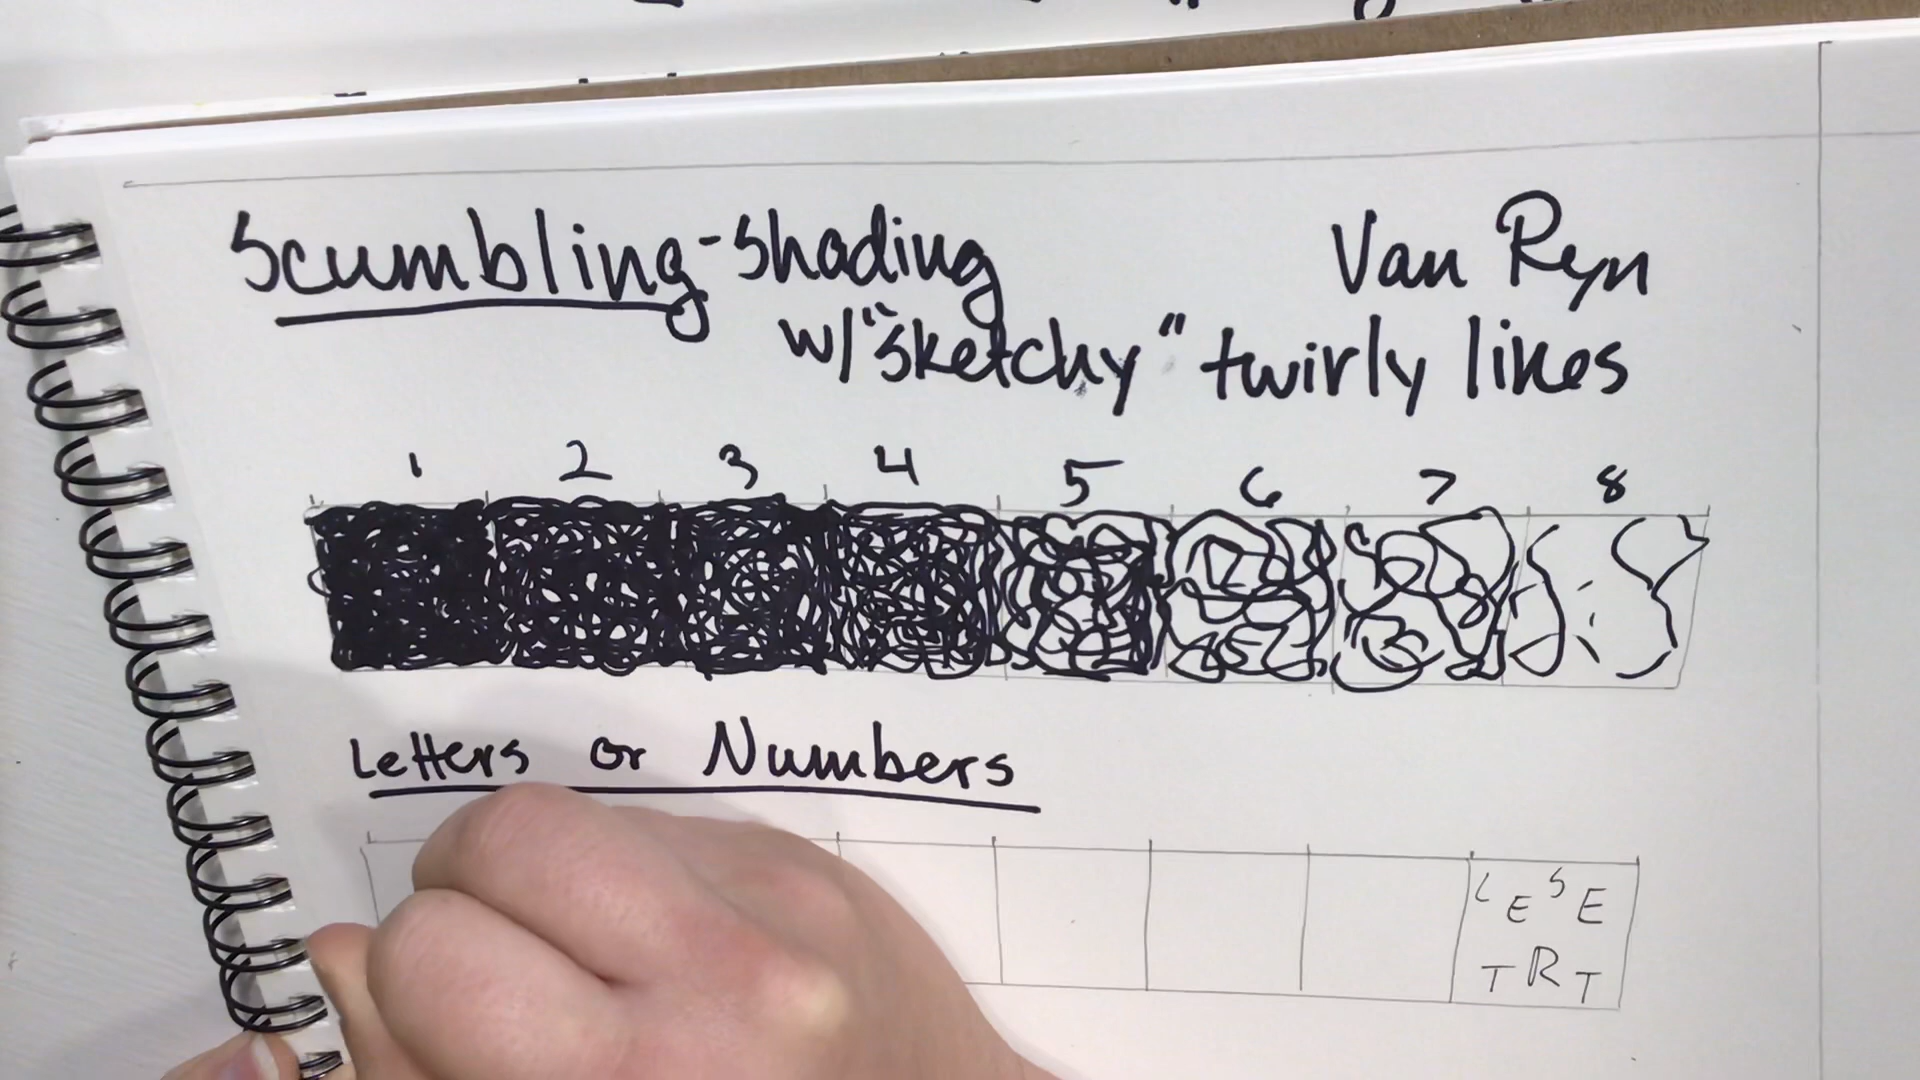 Scumbling-Shading
Van Ryn
w/"sketchy" twirly lines
1 2 3 4 5 6 7 8
Letters or Numbers
L E S E
T R T